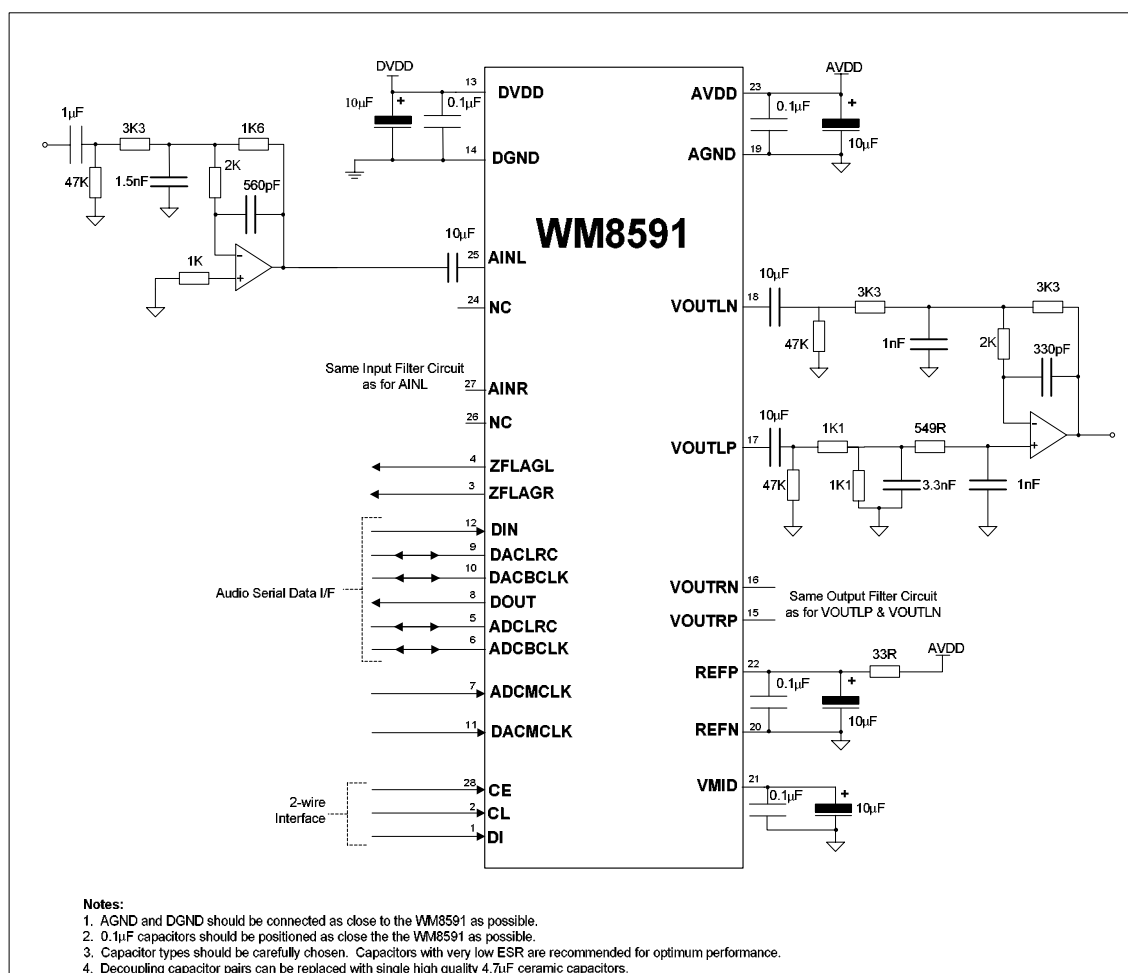 DVDD
13
DVDD
10µF
+
0.1µF
14
DGND
1µF
3K3
1K6
47K
1.5nF
2K
560pF
1K
10µF
25
AINL
24
NC
Same Input Filter Circuit
as for AINL
27
AINR
26
NC
4
ZFLAGL
3
ZFLAGR
Audio Serial Data I/F
12
DIN
9
DACLRC
10
DACBCLK
8
DOUT
5
ADCLRC
6
ADCBCLK
7
ADCMCLK
11
DACMCLK
2-wire
Interface
28
CE
2
CL
1
DI
WM8591
AVDD
AVDD
23
0.1µF
+
10µF
AGND
19
VOUTLN
18
10µF
47K
3K3
1nF
3K3
2K
330pF
VOUTLP
17
10µF
47K
1K1
1K1
549R
3.3nF
1nF
-
+
-
+
VOUTRN
16
VOUTRP
15
Same Output Filter Circuit
as for VOUTLP & VOUTLN
REFP
22
33R
AVDD
0.1µF
+
10µF
REFN
20
VMID
21
0.1µF
+
10µF
Notes:
1. AGND and DGND should be connected as close to the WM8591 as possible.
2. 0.1µF capacitors should be positioned as close the the WM8591 as possible.
3. Capacitor types should be carefully chosen. Capacitors with very low ESR are recommended for optimum performance.
4. Decoupling capacitor pairs can be replaced with single high quality 4.7µF ceramic capacitors.